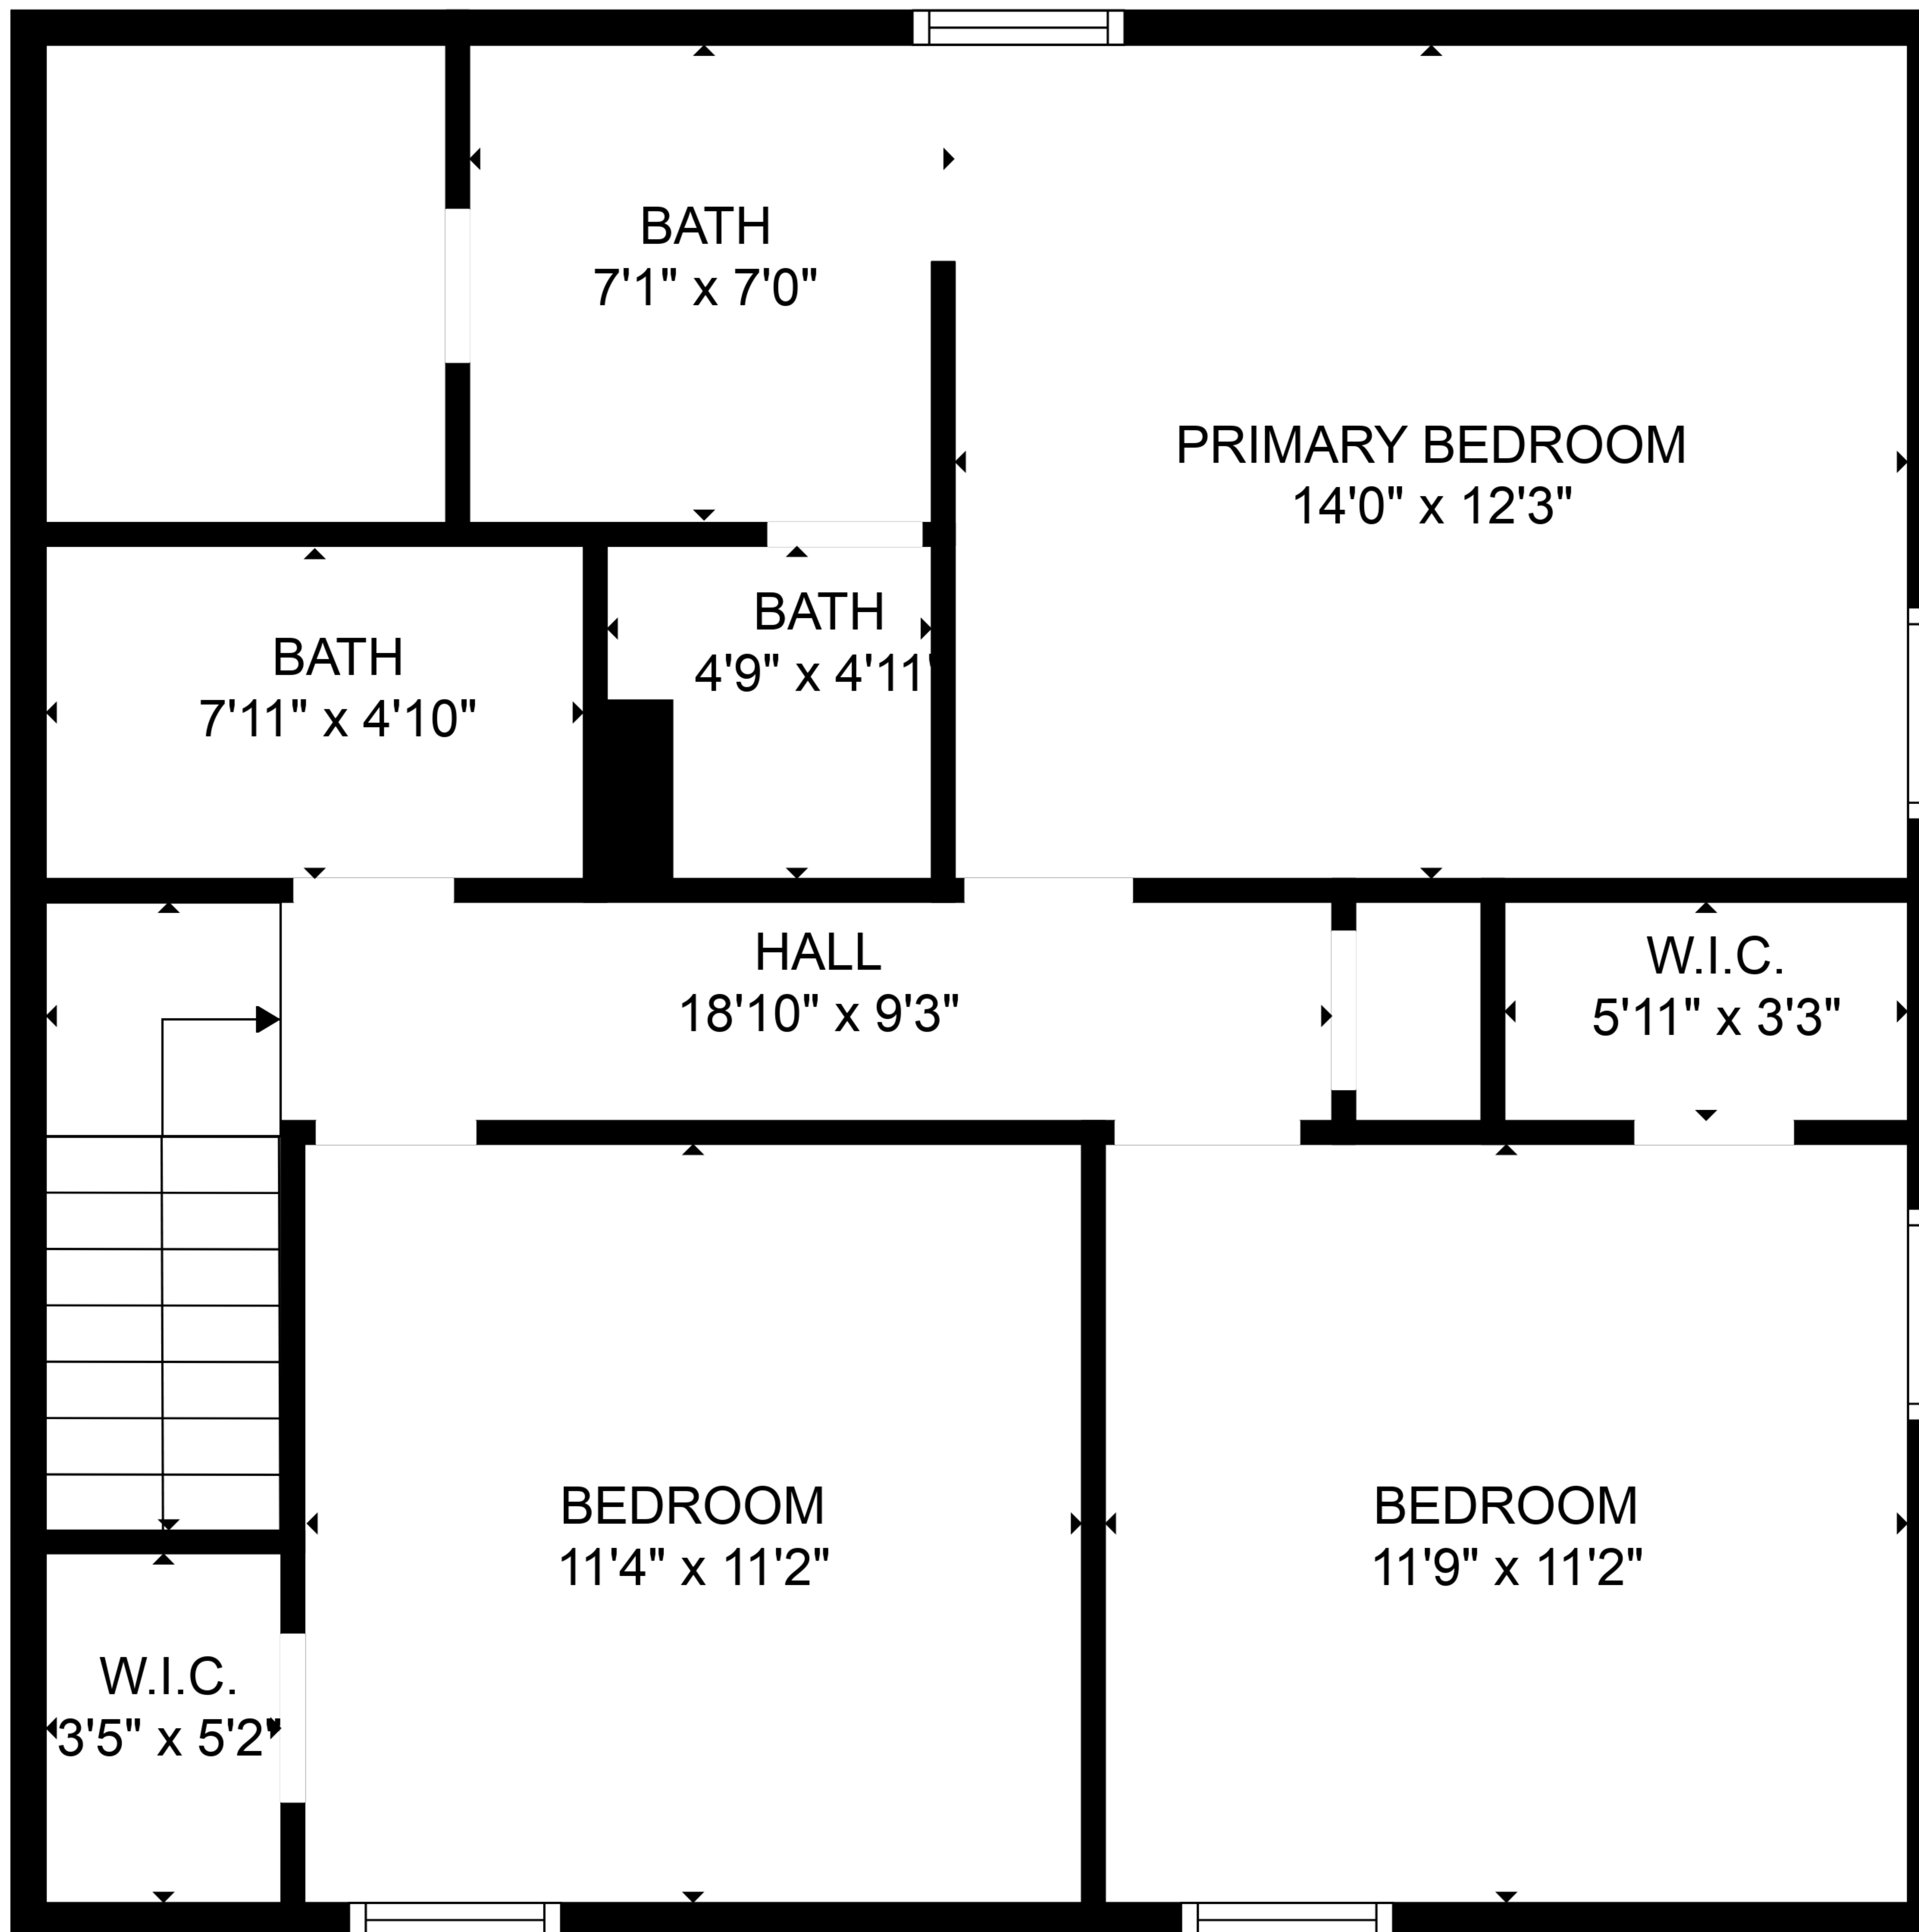 BATH
7'1" x 7'0"
PRIMARY BEDROOM
14'0" x 12'3"
BATH
4'9" x 4'11"
BATH
7'11" x 4'10"
HALL
18'10" x 9'3"
W.I.C.
5'11" x 3'3"
BEDROOM
11'4" x 11'2"
BEDROOM
11'9" x 11'2"
W.I.C.
3'5" x 5'2"